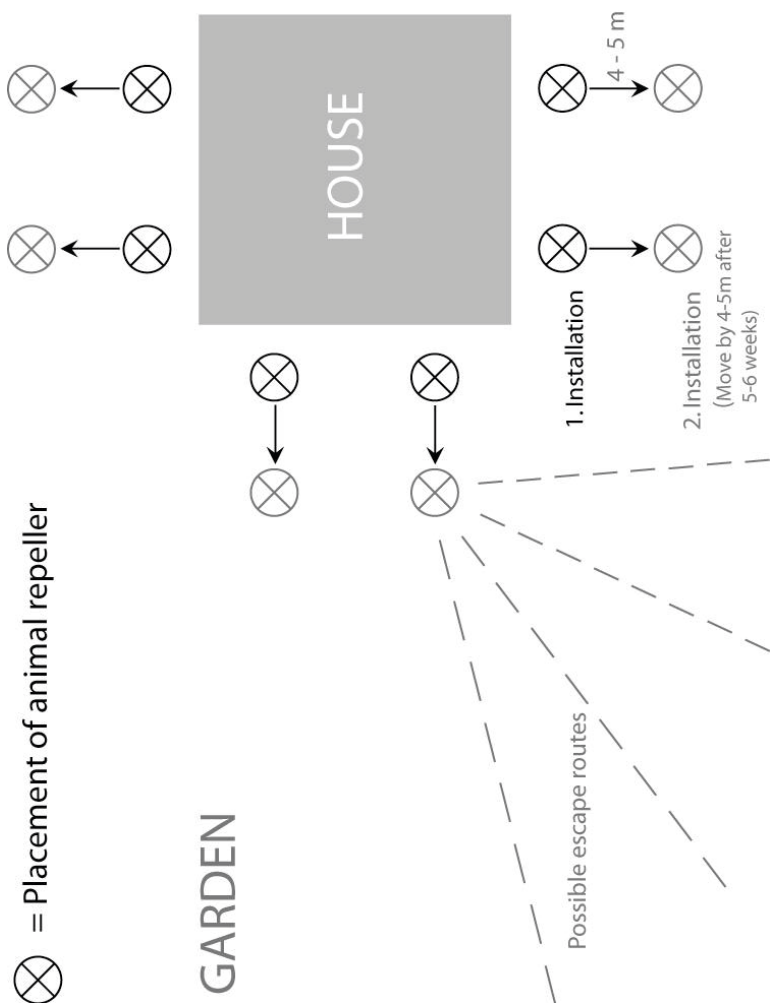 = Placement of animal repeller
GARDEN
HOUSE
4 - 5 m
1. Installation
2. Installation
(Move by 4-5m after
5-6 weeks)
Possible escape routes